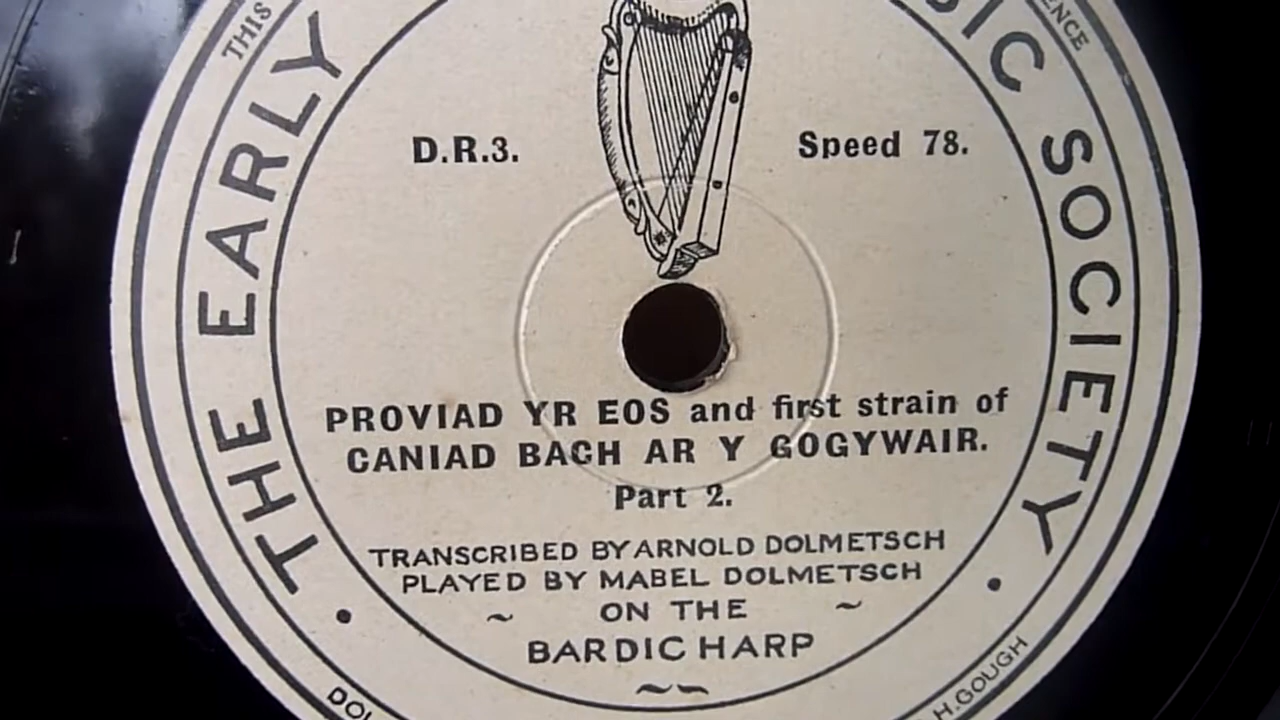 THIS
ENCE
THE EARLY
SIC SOCIETY
D.R.3.
Speed 78.
PROVIAD YR EOS and first strain of
CANIAD BACH AR Y GOGYWAIR.
Part 2.
TRANSCRIBED BY ARNOLD DOLMETSCH
PLAYED BY MABEL DOLMETSCH
~ ON THE ~
BARDIC HARP
DOL
H. GOUGH